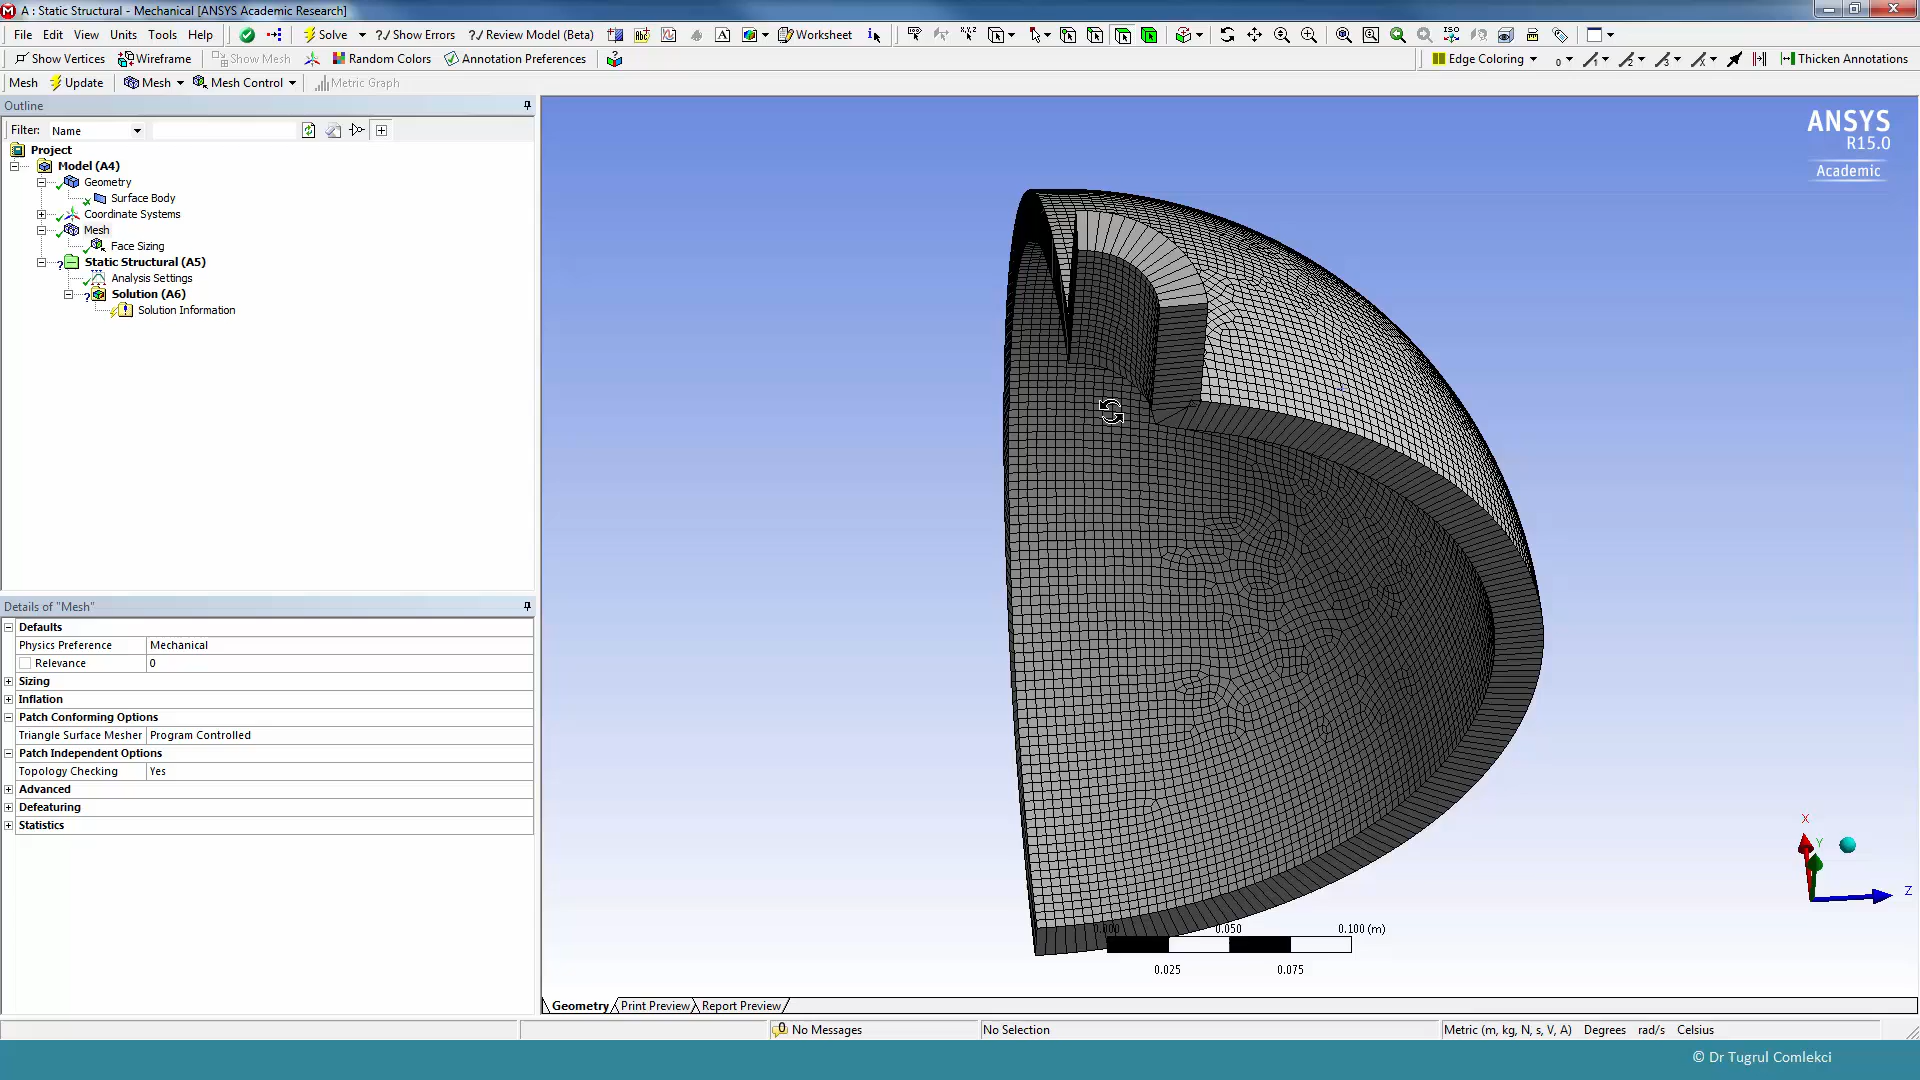 A : Static Structural - Mechanical [ANSYS Academic Research]
File Edit View Units Tools Help Solve ?/ Show Errors ?/ Review Model (Beta) Worksheet
Show Vertices Wireframe Show Mesh Random Colors Annotation Preferences Edge Coloring Thicken Annotations
Mesh Update Mesh Mesh Control Metric Graph
Outline
Filter: Name
Project
Model (A4)
Geometry
Surface Body
Coordinate Systems
Mesh
Face Sizing
Static Structural (A5)
Analysis Settings
Solution (A6)
Solution Information
Details of "Mesh"
Defaults
Physics Preference Mechanical
Relevance 0
Sizing
Inflation
Patch Conforming Options
Triangle Surface Mesher Program Controlled
Patch Independent Options
Topology Checking Yes
Advanced
Defeaturing
Statistics
ANSYS
R15.0
Academic
X
Y
Z
0.000 0.050 0.100 (m)
0.025 0.075
Geometry Print Preview Report Preview
0 No Messages No Selection Metric (m, kg, N, s, V, A) Degrees rad/s Celsius
© Dr Tugrul Comlekci